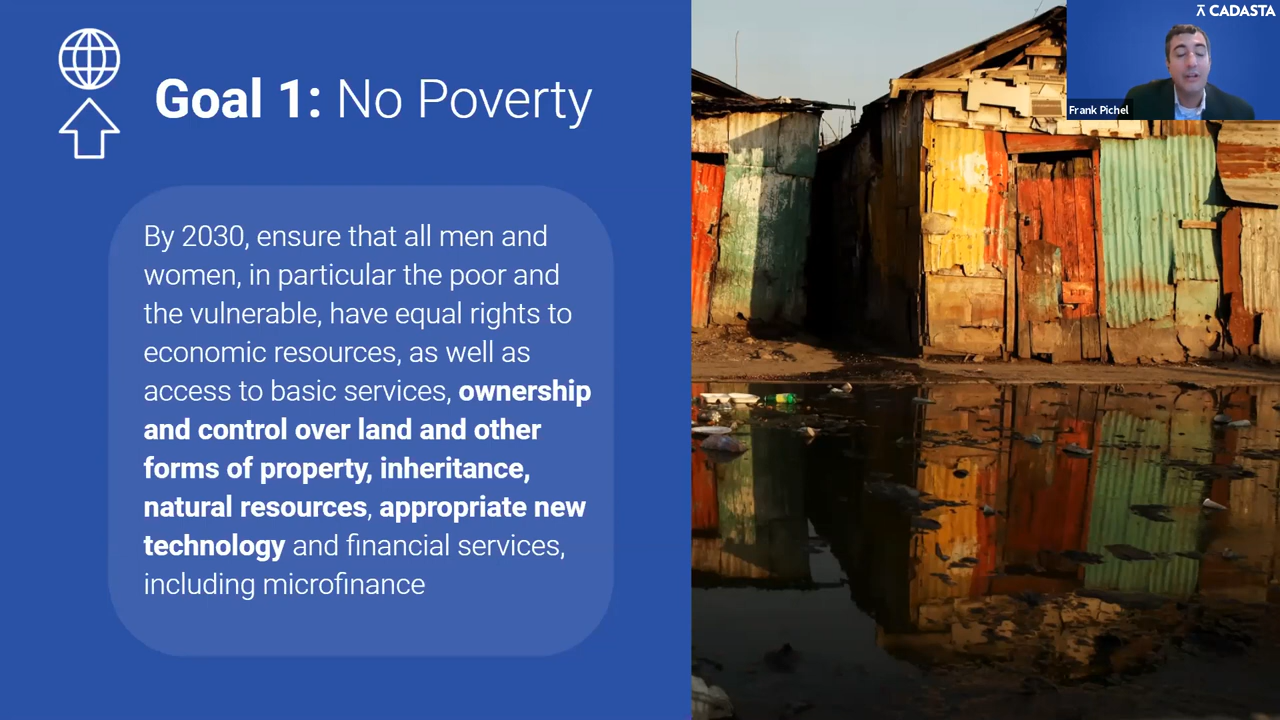 Goal 1: No Poverty
By 2030, ensure that all men and
women, in particular the poor and
the vulnerable, have equal rights to
economic resources, as well as
access to basic services, ownership
and control over land and other
forms of property, inheritance,
natural resources, appropriate new
technology and financial services,
including microfinance
CADASTA
Frank Pichel